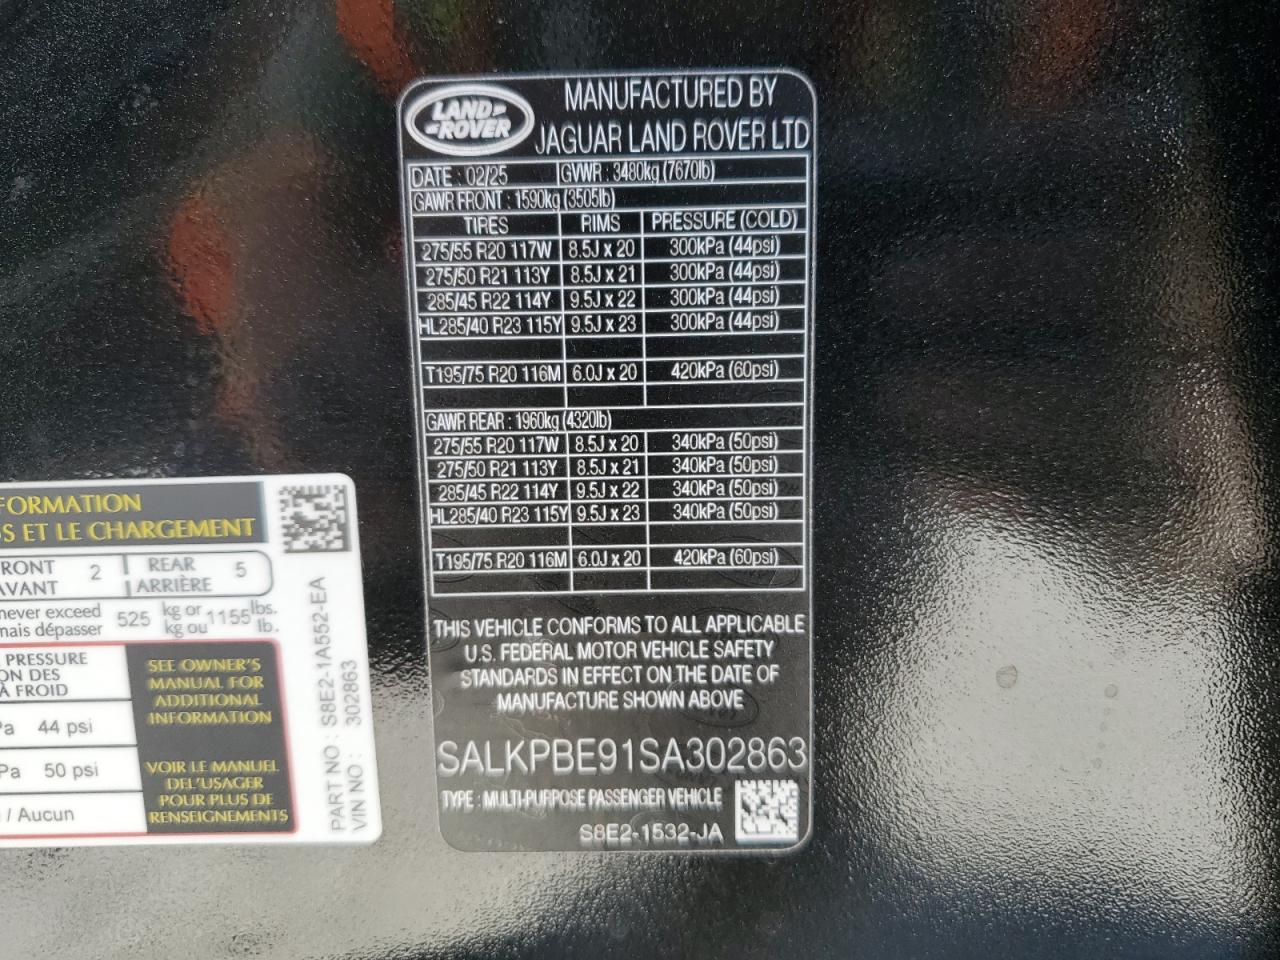 LAND ROVER
MANUFACTURED BY
JAGUAR LAND ROVER LTD
DATE : 02/25 GVWR : 3480kg (7670lb)
GAWR FRONT : 1590kg (3505lb)
TIRES RIMS PRESSURE (COLD)
275/55 R20 117W 8.5J x 20 300kPa (44psi)
275/50 R21 113Y 8.5J x 21 300kPa (44psi)
285/45 R22 114Y 9.5J x 22 300kPa (44psi)
HL285/40 R23 115Y 9.5J x 23 300kPa (44psi)
T195/75 R20 116M 6.0J x 20 420kPa (60psi)
GAWR REAR : 1960kg (4320lb)
275/55 R20 117W 8.5J x 20 340kPa (50psi)
275/50 R21 113Y 8.5J x 21 340kPa (50psi)
285/45 R22 114Y 9.5J x 22 340kPa (50psi)
HL285/40 R23 115Y 9.5J x 23 340kPa (50psi)
T195/75 R20 116M 6.0J x 20 420kPa (60psi)
THIS VEHICLE CONFORMS TO ALL APPLICABLE
U.S. FEDERAL MOTOR VEHICLE SAFETY
STANDARDS IN EFFECT ON THE DATE OF
MANUFACTURE SHOWN ABOVE
SALKPBE91SA302863
TYPE : MULTI-PURPOSE PASSENGER VEHICLE
S8E2-1532-JA
FORMATION
S ET LE CHARGEMENT
RONT 2 REAR 5
AVANT ARRIÈRE
never exceed 525 kg or 1155 lbs.
mais dépasser kg ou lb.
PRESSURE
ON DES
À FROID
Pa 44 psi
Pa 50 psi
/ Aucun
SEE OWNER'S
MANUAL FOR
ADDITIONAL
INFORMATION
VOIR LE MANUEL
DEL'USAGER
POUR PLUS DE
RENSEIGNEMENTS
PART NO : S8E2-1A552-EA
VIN NO : 302863